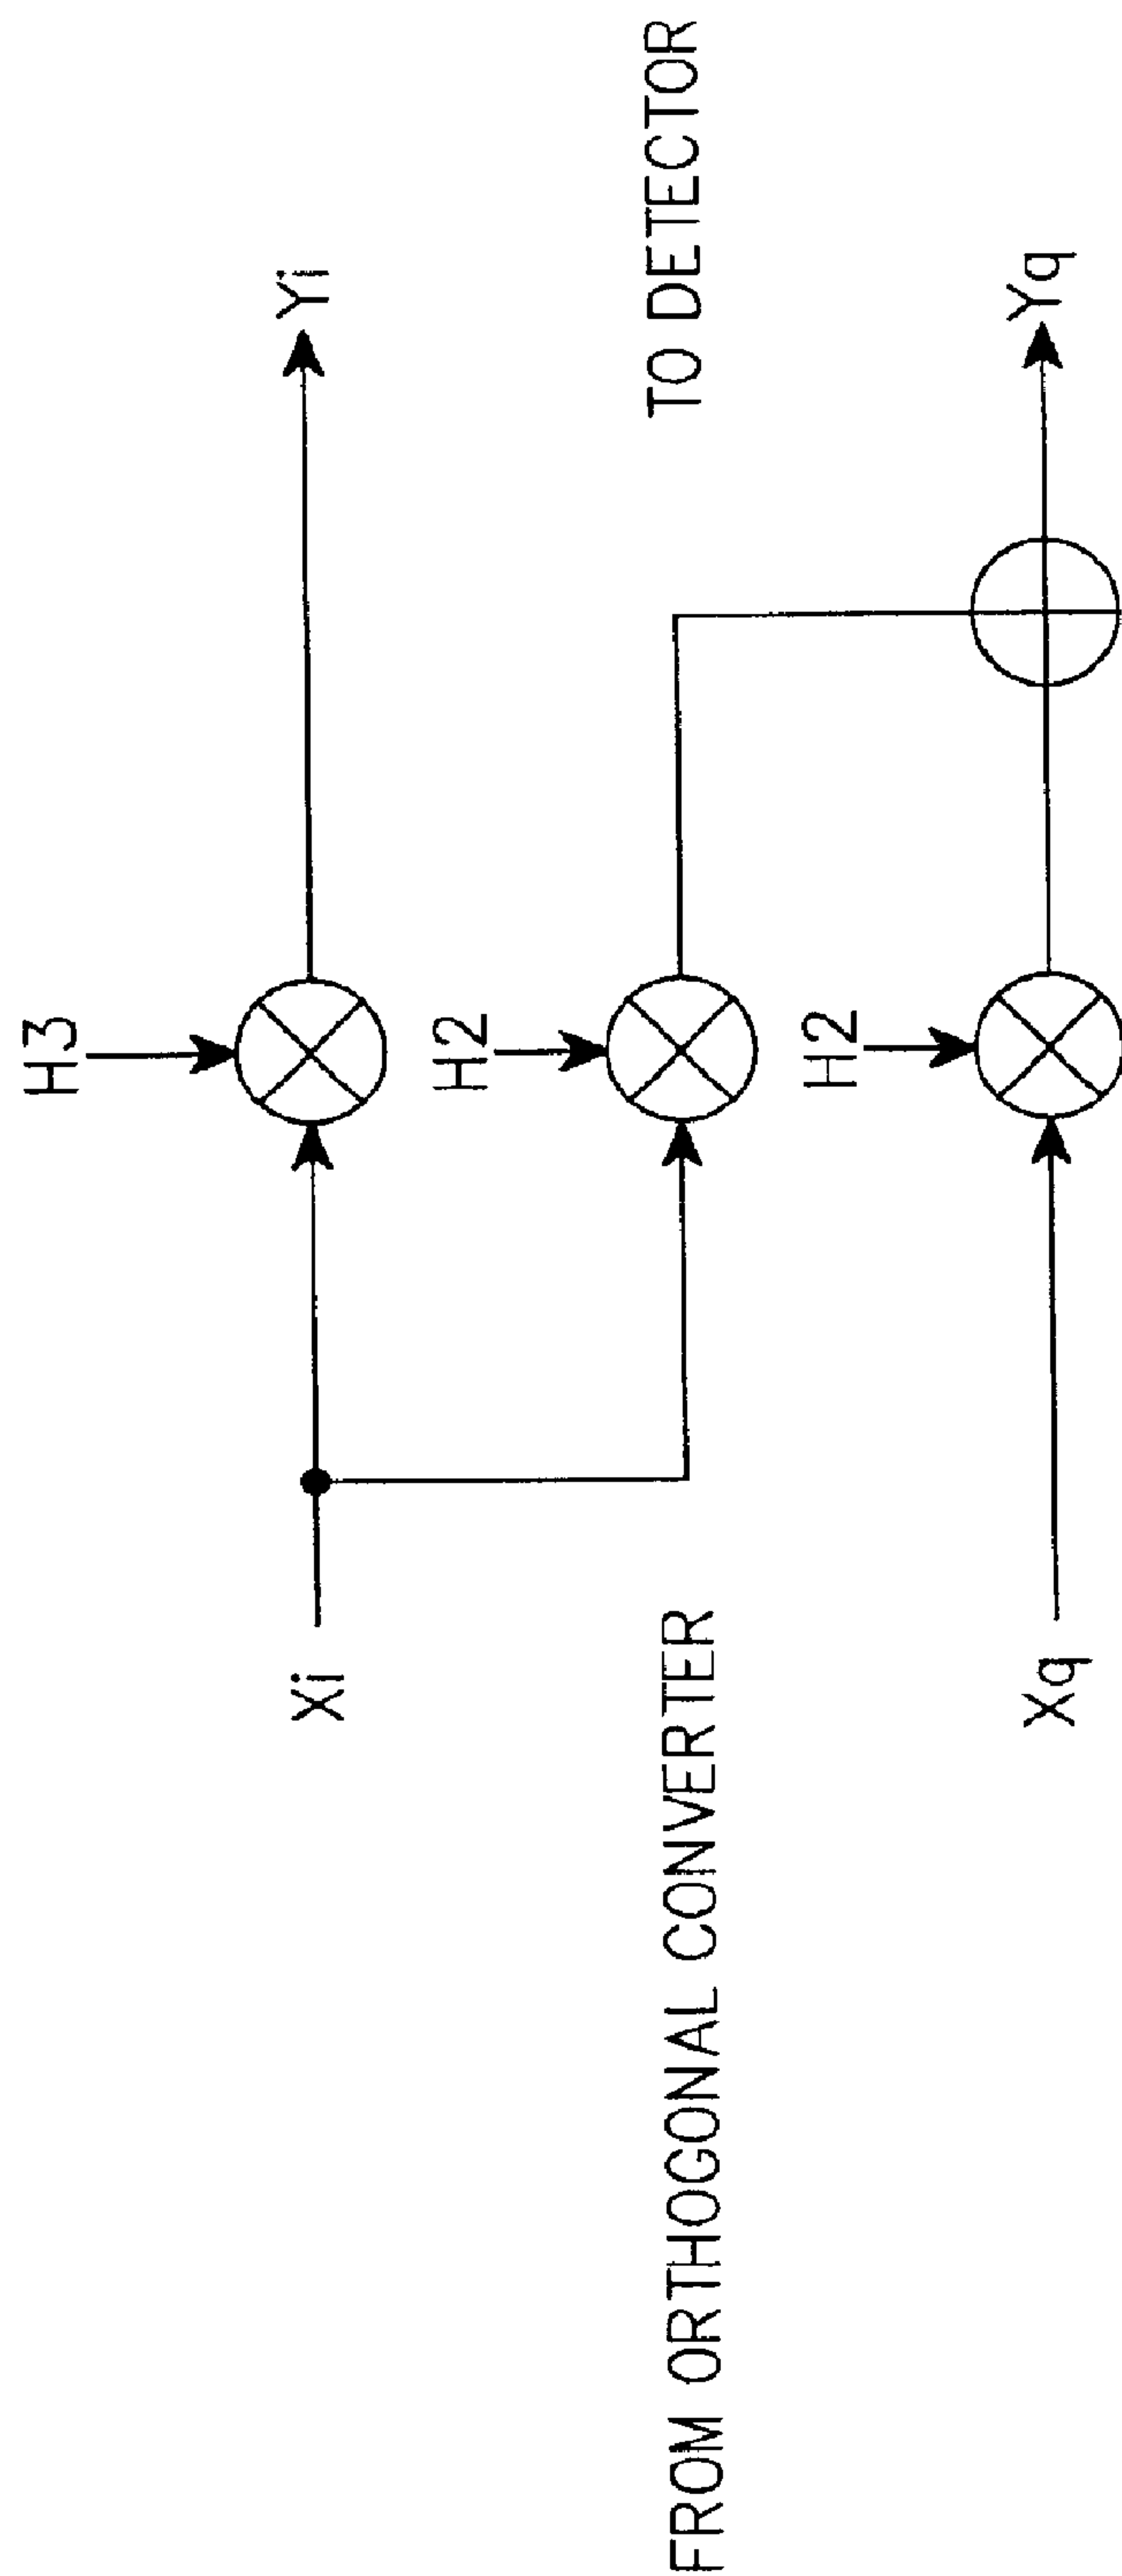 H3
Xi
Yi
H2
FROM ORTHOGONAL CONVERTER
TO DETECTOR
H2
Xq
Yq